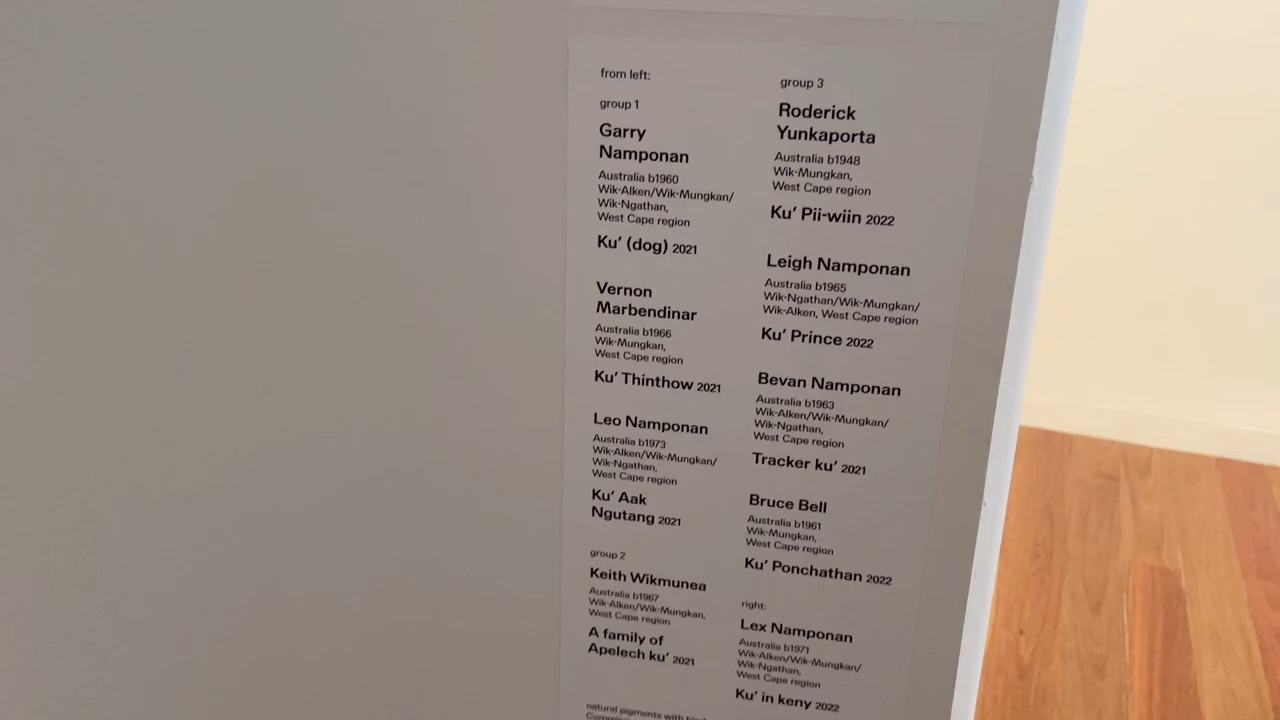 from left:
group 1
Garry
Namponan
Australia b1960
Wik-Alken/Wik-Mungkan/
Wik-Ngathan,
West Cape region
Ku’ (dog) 2021
Vernon
Marbendinar
Australia b1966
Wik-Mungkan,
West Cape region
Ku’ Thinthow 2021
Leo Namponan
Australia b1973
Wik-Alken/Wik-Mungkan/
Wik-Ngathan,
West Cape region
Ku’ Aak
Ngutang 2021
group 2
Keith Wikmunea
Australia b1967
Wik-Alken/Wik-Mungkan,
West Cape region
A family of
Apelech ku’ 2021
natural pigments with
group 3
Roderick
Yunkaporta
Australia b1948
Wik-Mungkan,
West Cape region
Ku’ Pii-wiin 2022
Leigh Namponan
Australia b1965
Wik-Ngathan/Wik-Mungkan/
Wik-Alken, West Cape region
Ku’ Prince 2022
Bevan Namponan
Australia b1963
Wik-Alken/Wik-Mungkan/
Wik-Ngathan,
West Cape region
Tracker ku’ 2021
Bruce Bell
Australia b1961
Wik-Mungkan,
West Cape region
Ku’ Ponchathan 2022
right:
Lex Namponan
Australia b1971
Wik-Alken/Wik-Mungkan/
Wik-Ngathan,
West Cape region
Ku’ in keny 2022